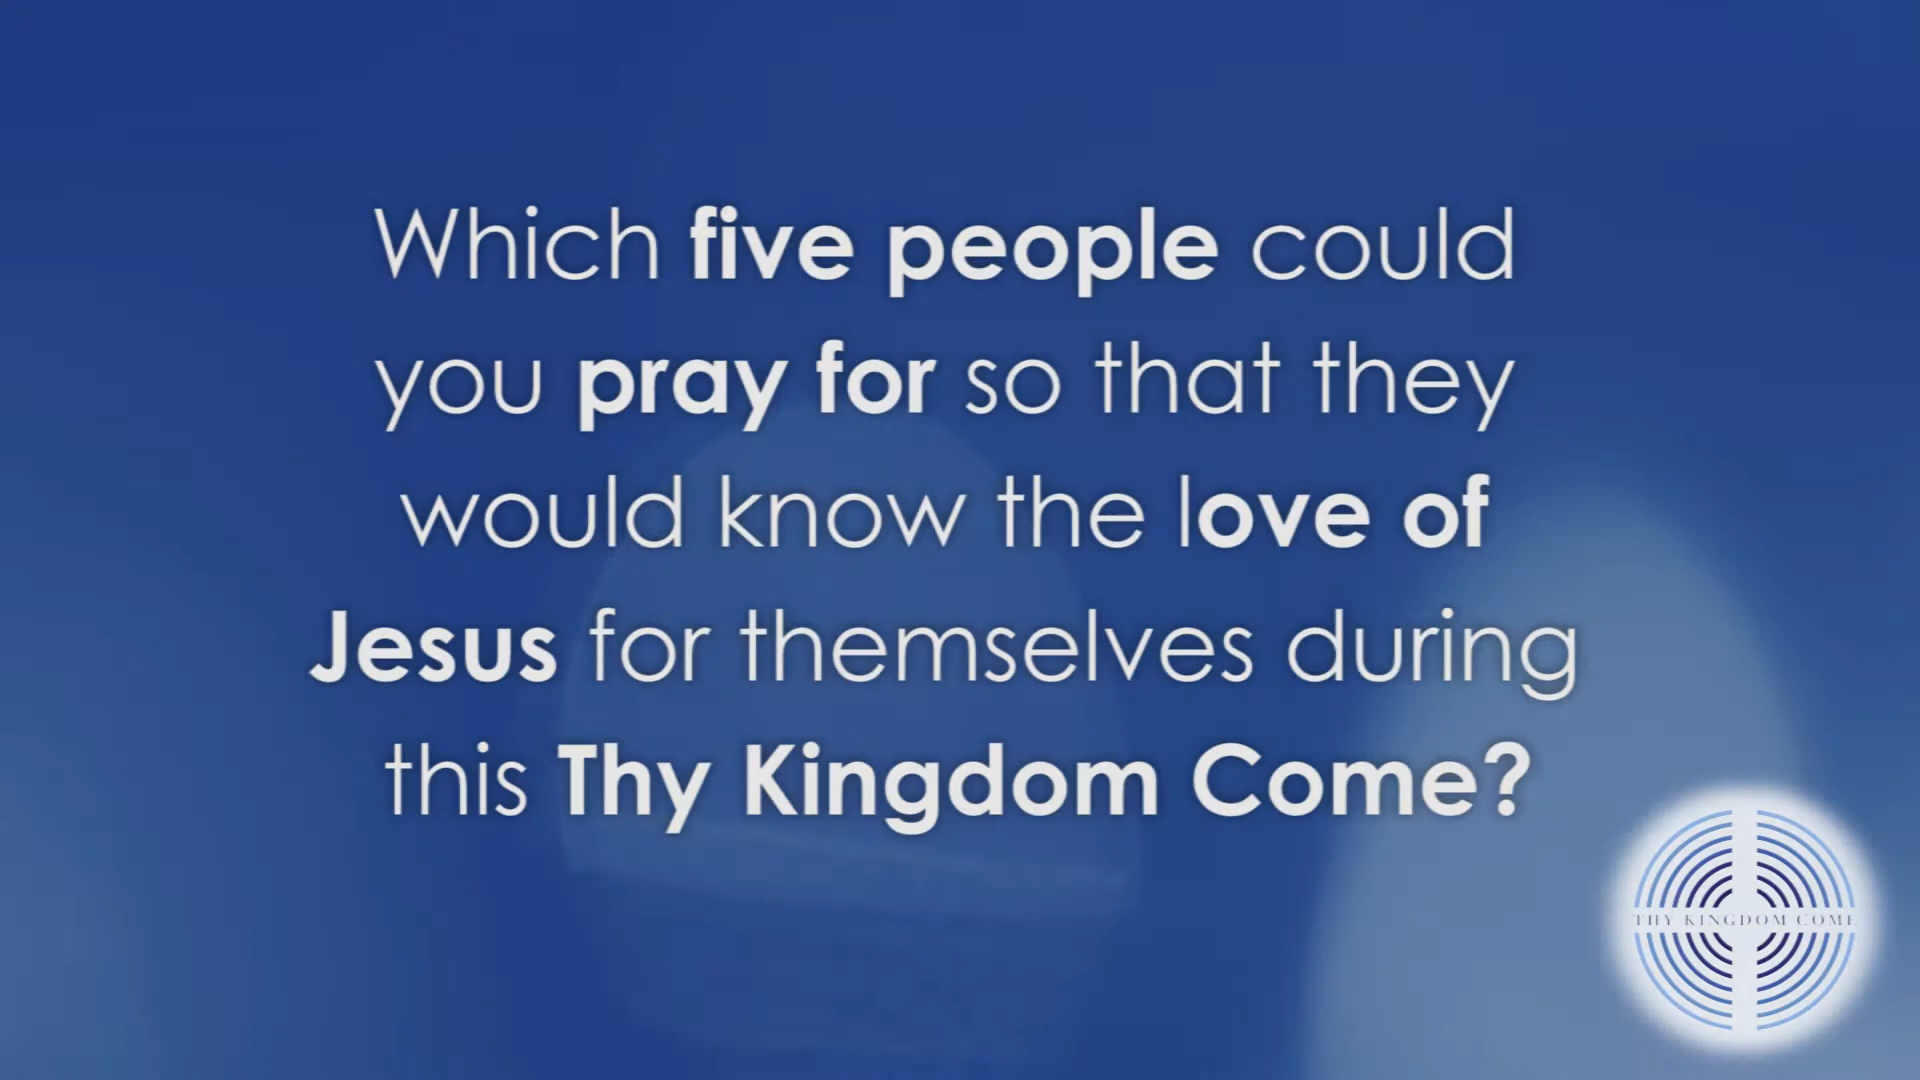 Which five people could
you pray for so that they
would know the love of
Jesus for themselves during
this Thy Kingdom Come?
THY KINGDOM COME